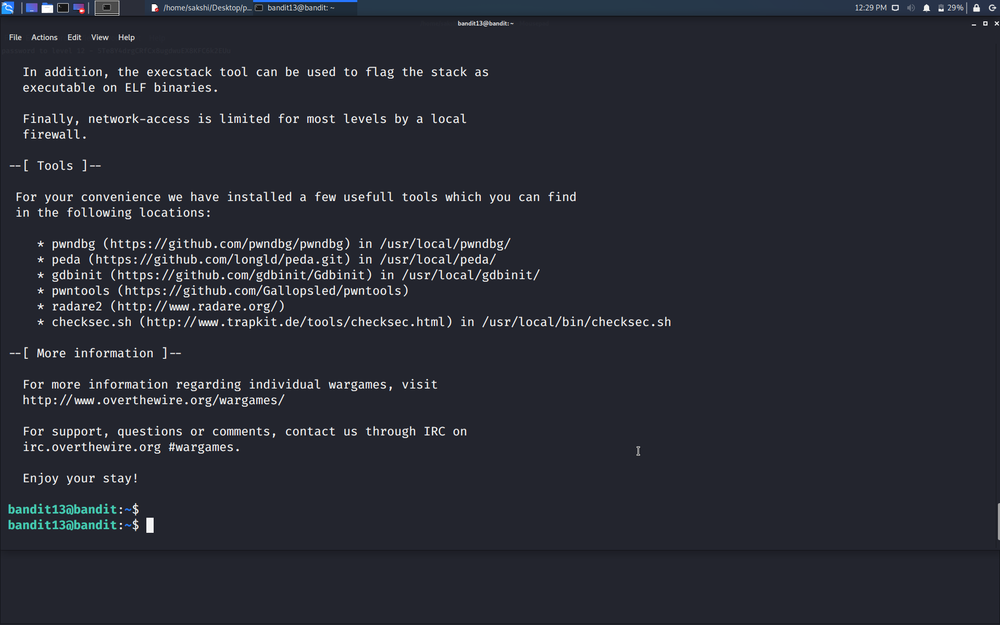 /home/sakshi/Desktop/p...
bandit13@bandit: ~
12:29 PM
29%
bandit13@bandit: ~
File Actions Edit View Help
In addition, the execstack tool can be used to flag the stack as
executable on ELF binaries.
Finally, network-access is limited for most levels by a local
firewall.
--[ Tools ]--
For your convenience we have installed a few usefull tools which you can find
in the following locations:
* pwndbg (https://github.com/pwndbg/pwndbg) in /usr/local/pwndbg/
* peda (https://github.com/longld/peda.git) in /usr/local/peda/
* gdbinit (https://github.com/gdbinit/Gdbinit) in /usr/local/gdbinit/
* pwntools (https://github.com/Gallopsled/pwntools)
* radare2 (http://www.radare.org/)
* checksec.sh (http://www.trapkit.de/tools/checksec.html) in /usr/local/bin/checksec.sh
--[ More information ]--
For more information regarding individual wargames, visit
http://www.overthewire.org/wargames/
For support, questions or comments, contact us through IRC on
irc.overthewire.org #wargames.
Enjoy your stay!
bandit13@bandit:~$
bandit13@bandit:~$